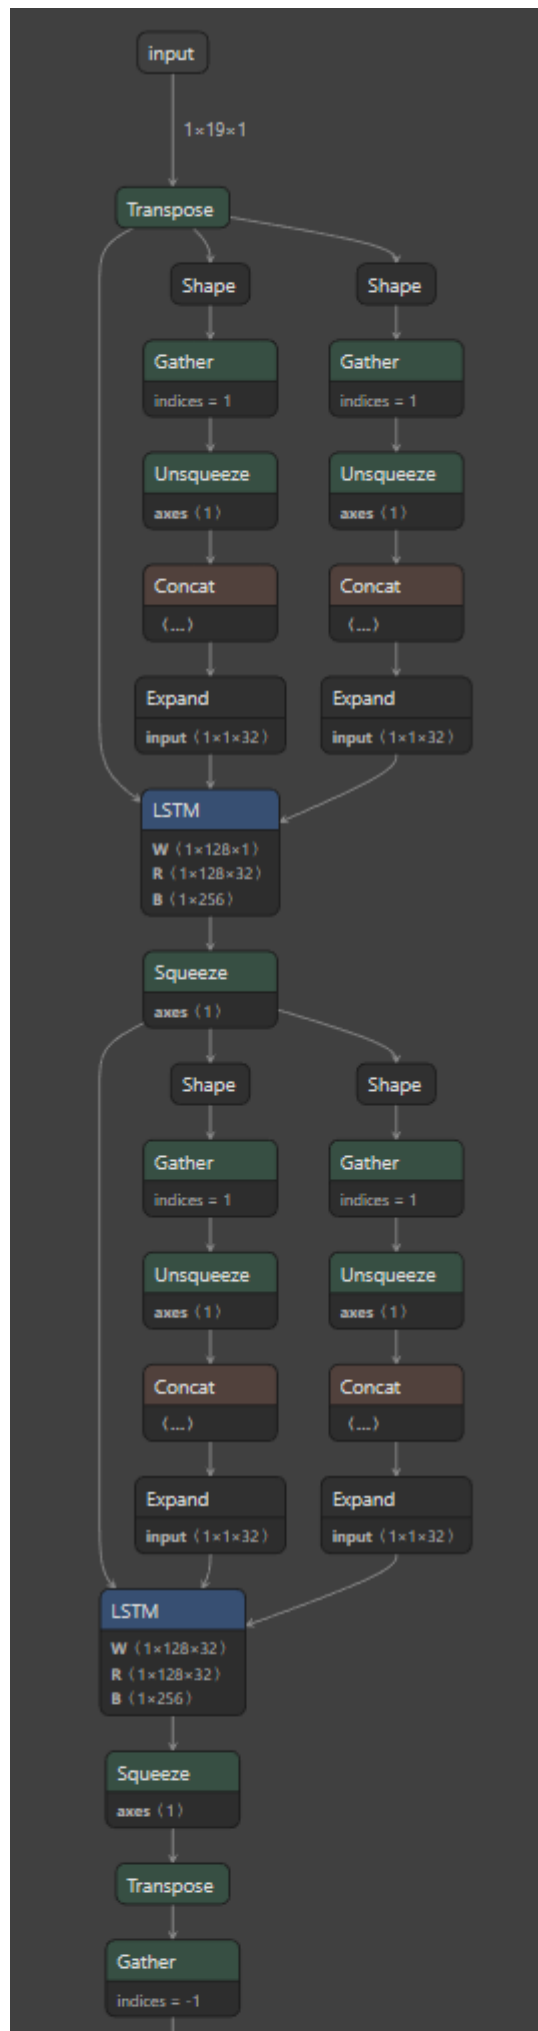 input
1×19×1
Transpose
Shape
Shape
Gather
indices = 1
Gather
indices = 1
Unsqueeze
axes ⟨1⟩
Unsqueeze
axes ⟨1⟩
Concat
⟨...⟩
Concat
⟨...⟩
Expand
input ⟨1×1×32⟩
Expand
input ⟨1×1×32⟩
LSTM
W ⟨1×128×1⟩
R ⟨1×128×32⟩
B ⟨1×256⟩
Squeeze
axes ⟨1⟩
Shape
Shape
Gather
indices = 1
Gather
indices = 1
Unsqueeze
axes ⟨1⟩
Unsqueeze
axes ⟨1⟩
Concat
⟨...⟩
Concat
⟨...⟩
Expand
input ⟨1×1×32⟩
Expand
input ⟨1×1×32⟩
LSTM
W ⟨1×128×32⟩
R ⟨1×128×32⟩
B ⟨1×256⟩
Squeeze
axes ⟨1⟩
Transpose
Gather
indices = -1